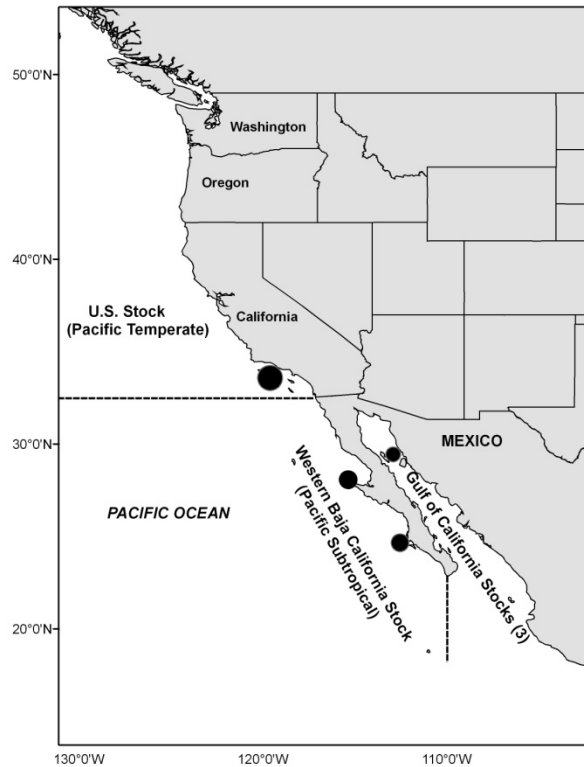 50°0'N
Washington
Oregon
40°0'N
U.S. Stock
(Pacific Temperate)
California
30°0'N
MEXICO
Western Baja California Stock
(Pacific Subtropical)
Gulf of California Stocks (3)
PACIFIC OCEAN
20°0'N
130°0'W
120°0'W
110°0'W